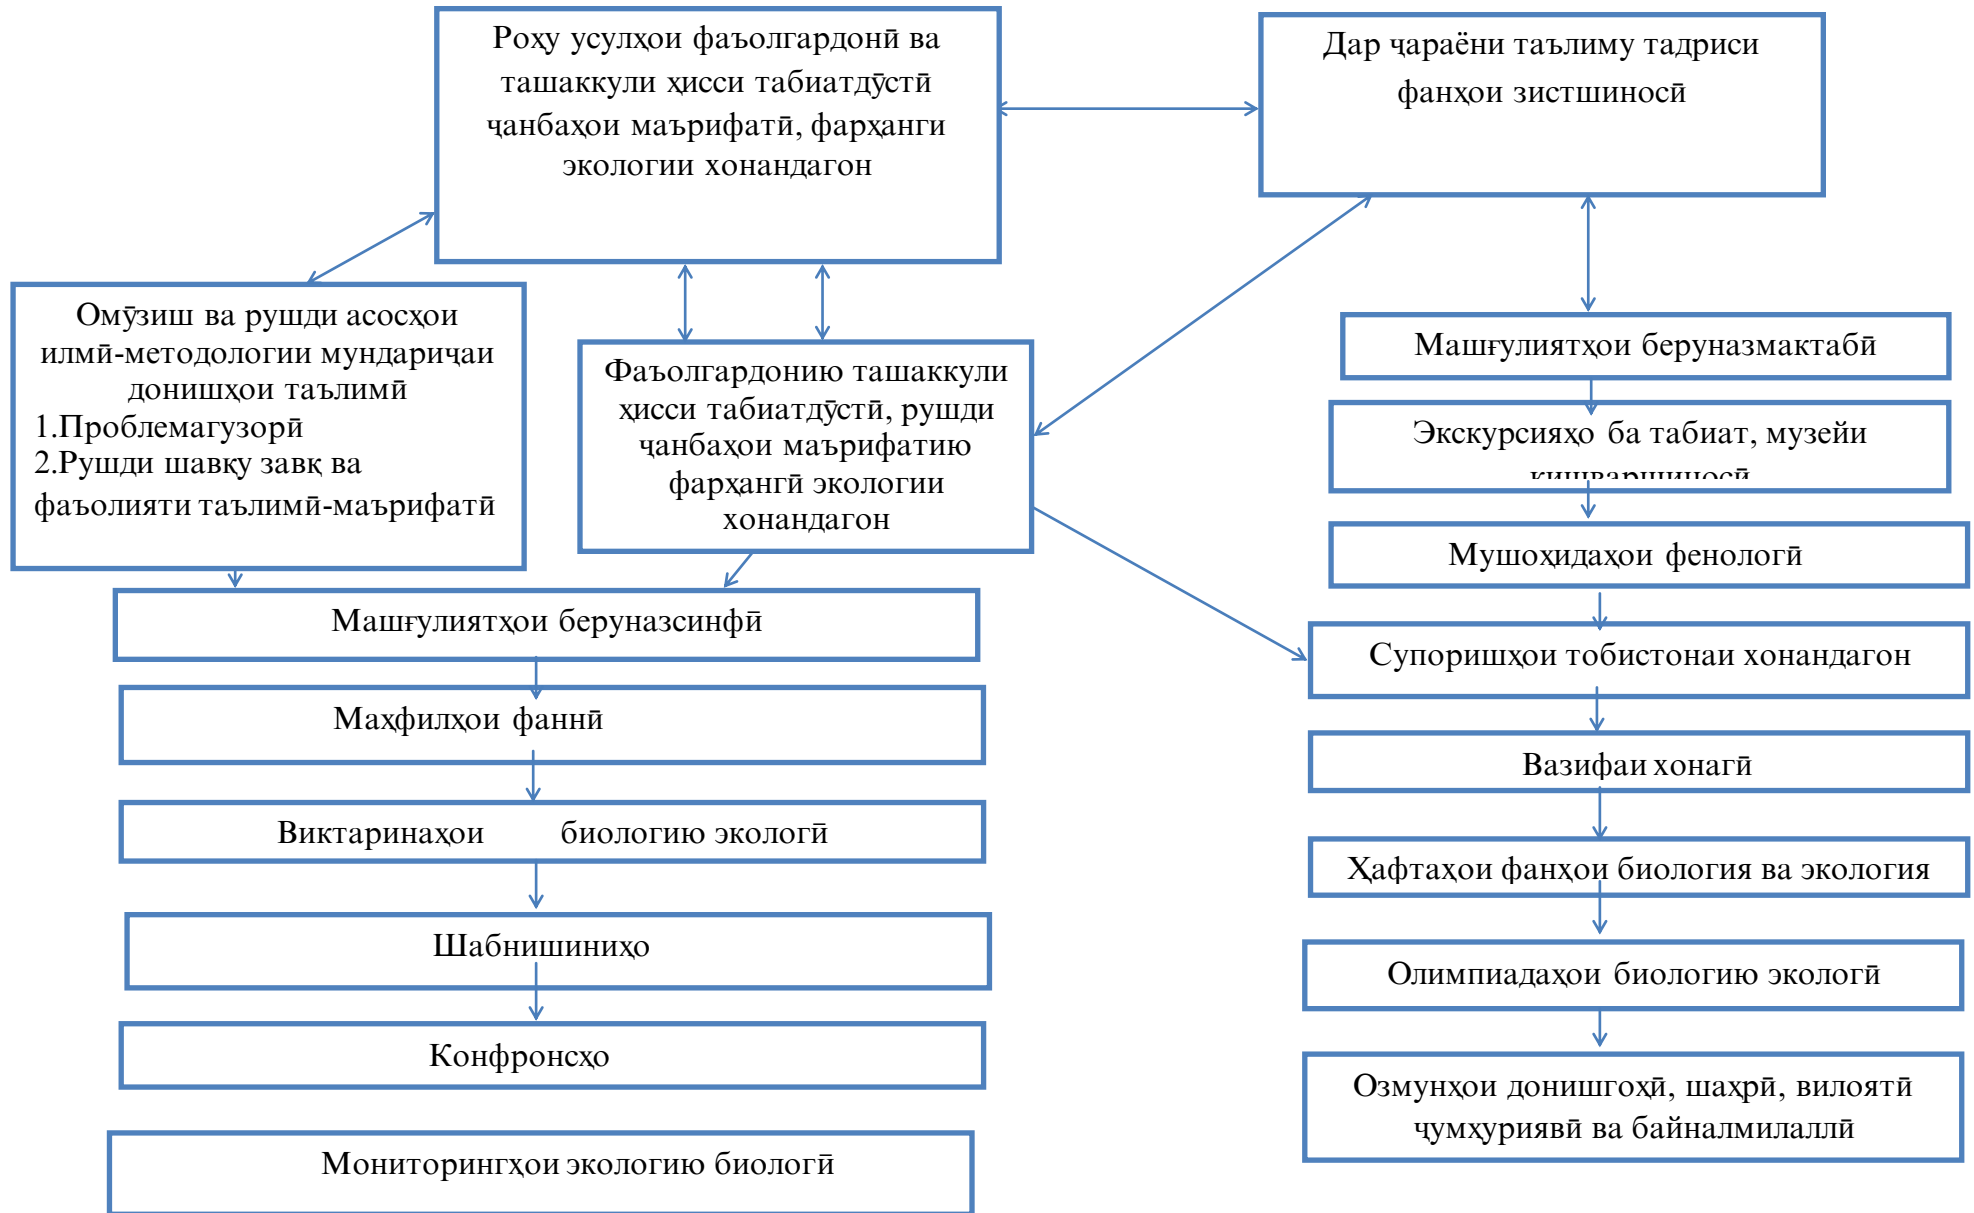 Роҳу усулҳои фаъолгардонӣ ва
ташаккули ҳисси табиатдӯстӣ
ҷанбаҳои маърифатӣ, фарҳанги
экологии хонандагон
Дар ҷараёни таълиму тадриси
фанҳои зистшиносӣ
Омӯзиш ва рушди асосҳои
илмӣ-методологии мундариҷаи
донишҳои таълимӣ
1.Проблемагузорӣ
2.Рушди шавқу завқ ва
фаъолияти таълимӣ-маърифатӣ
Фаъолгардонию ташаккули
ҳисси табиатдӯстӣ, рушди
ҷанбаҳои маърифатию
фарҳангӣ экологии
хонандагон
Машғулиятҳои беруназсинфӣ
Маҳфилҳои фаннӣ
Виктаринаҳои биологию экологӣ
Шабнишиниҳо
Конфронсҳо
Мониторингҳои экологию биологӣ
Машғулиятҳои беруназмактабӣ
Экскурсияҳо ба табиат, музейи
кишваршиносӣ
Мушоҳидаҳои фенологӣ
Супоришҳои тобистонаи хонандагон
Вазифаи хонагӣ
Ҳафтаҳои фанҳои биология ва экология
Олимпиадаҳои биологию экологӣ
Озмунҳои донишгоҳӣ, шаҳрӣ, вилоятӣ
ҷумҳуриявӣ ва байналмилаллӣ